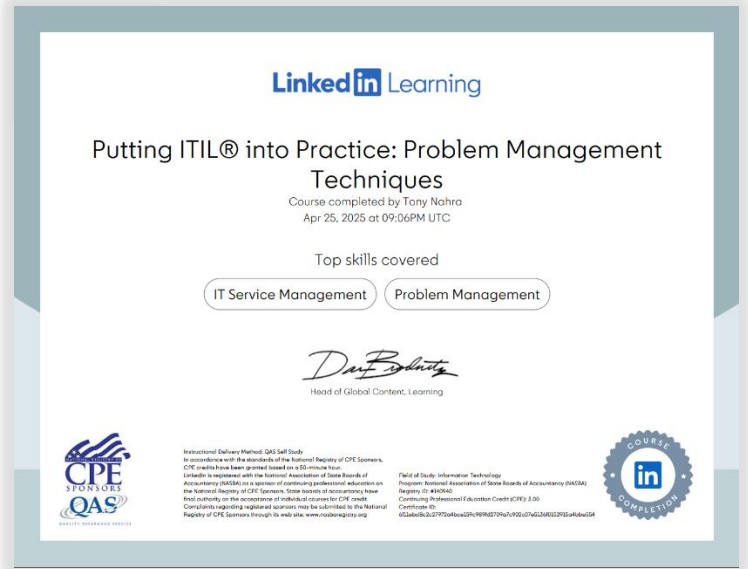 Linked in Learning
Putting ITIL® into Practice: Problem Management
Techniques
Course completed by Tony Nahra
Apr 25, 2025 at 09:06PM UTC
Top skills covered
IT Service Management
Problem Management
Head of Global Content, Learning
NATIONAL REGISTRY OF
CPE
SPONSORS
QAS
QUALITY ASSURANCE SERVICE
Instructional Delivery Method: QAS Self Study
In accordance with the standards of the National Registry of CPE Sponsors,
CPE credits have been granted based on a 50-minute hour.
LinkedIn is registered with the National Association of State Boards of
Accountancy (NASBA) as a sponsor of continuing professional education on
the National Registry of CPE Sponsors. State boards of accountancy have
final authority on the acceptance of individual courses for CPE credit.
Complaints regarding registered sponsors may be submitted to the National
Registry of CPE Sponsors through its web site: www.nasbaregistry.org
Field of Study: Information Technology
Program: National Association of State Boards of Accountancy (NASBA)
Registry ID: #140940
Continuing Professional Education Credit (CPE): 3.00
Certificate ID:
COURSE
in
COMPLETION